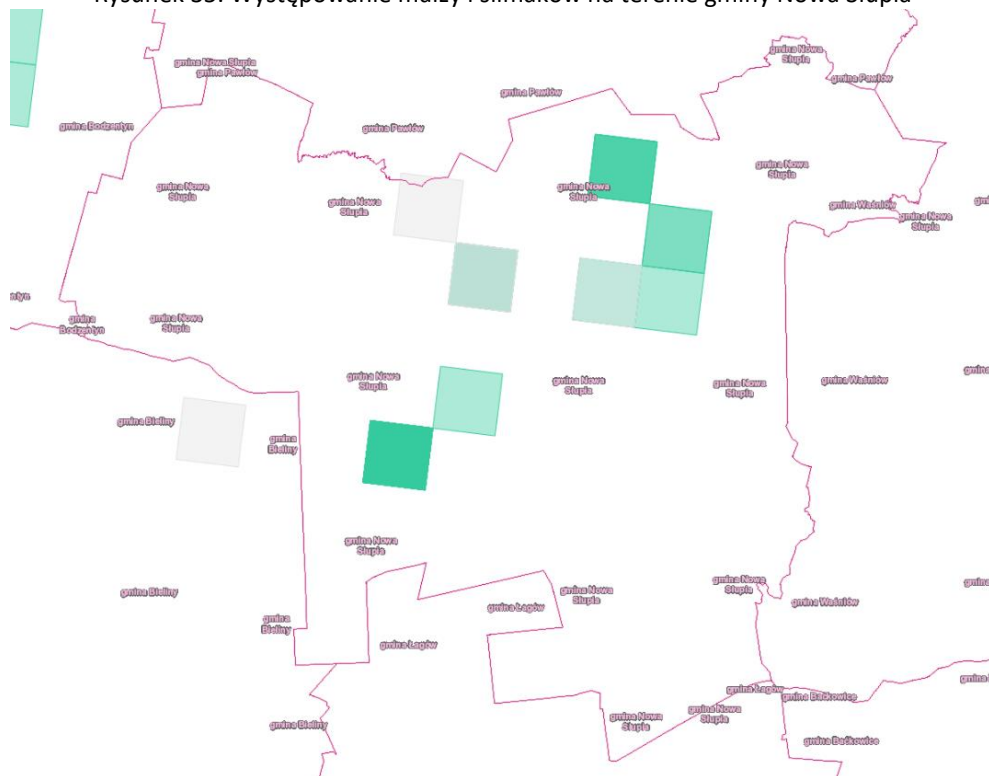 Rysunek 35. Występowanie małży i ślimaków na terenie gminy Nowa Słupia
gmina Nowa
Słupia
gmina Nowa Słupia
gmina Pawłów
gmina Pawłów
gmina Pawłów
gmina Bodzentyn
gmina Pawłów
gmina Nowa
Słupia
gmina Nowa
Słupia
gmina Nowa
Słupia
gmina Nowa
Słupia
gmina Waśniów
gmina Nowa
Słupia
gmina
Bodzentyn
gmina Nowa
Słupia
gmina Nowa
Słupia
gmina Nowa
Słupia
gmina Nowa
Słupia
gmina Waśniów
gmina Bieliny
gmina
Bieliny
gmina Nowa
Słupia
gmina Bieliny
gmina Nowa
Słupia
gmina Nowa
Słupia
gmina Waśniów
gmina Łagów
gmina
Bieliny
gmina Łagów
gmina Łagów
gmina Baćkowice
gmina Bieliny
gmina Nowa
Słupia
gmina Nowa
Słupia
gmina Baćkowice